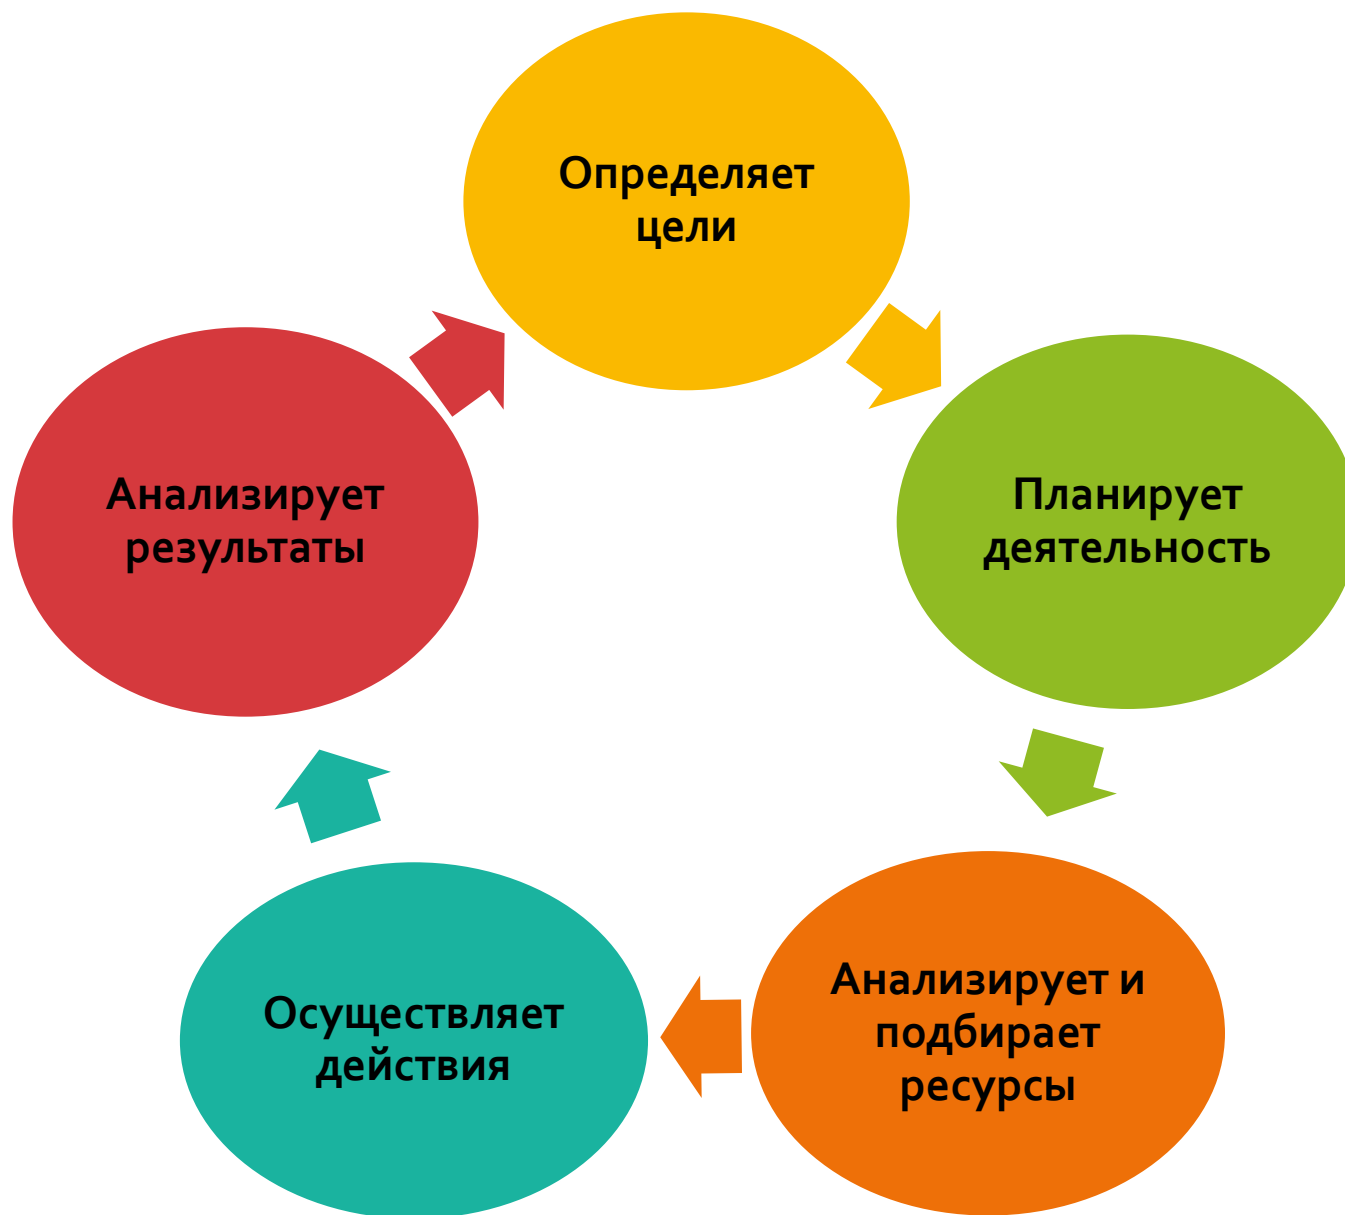 Определяет
цели
Планирует
деятельность
Анализирует и
подбирает
ресурсы
Осуществляет
действия
Анализирует
результаты